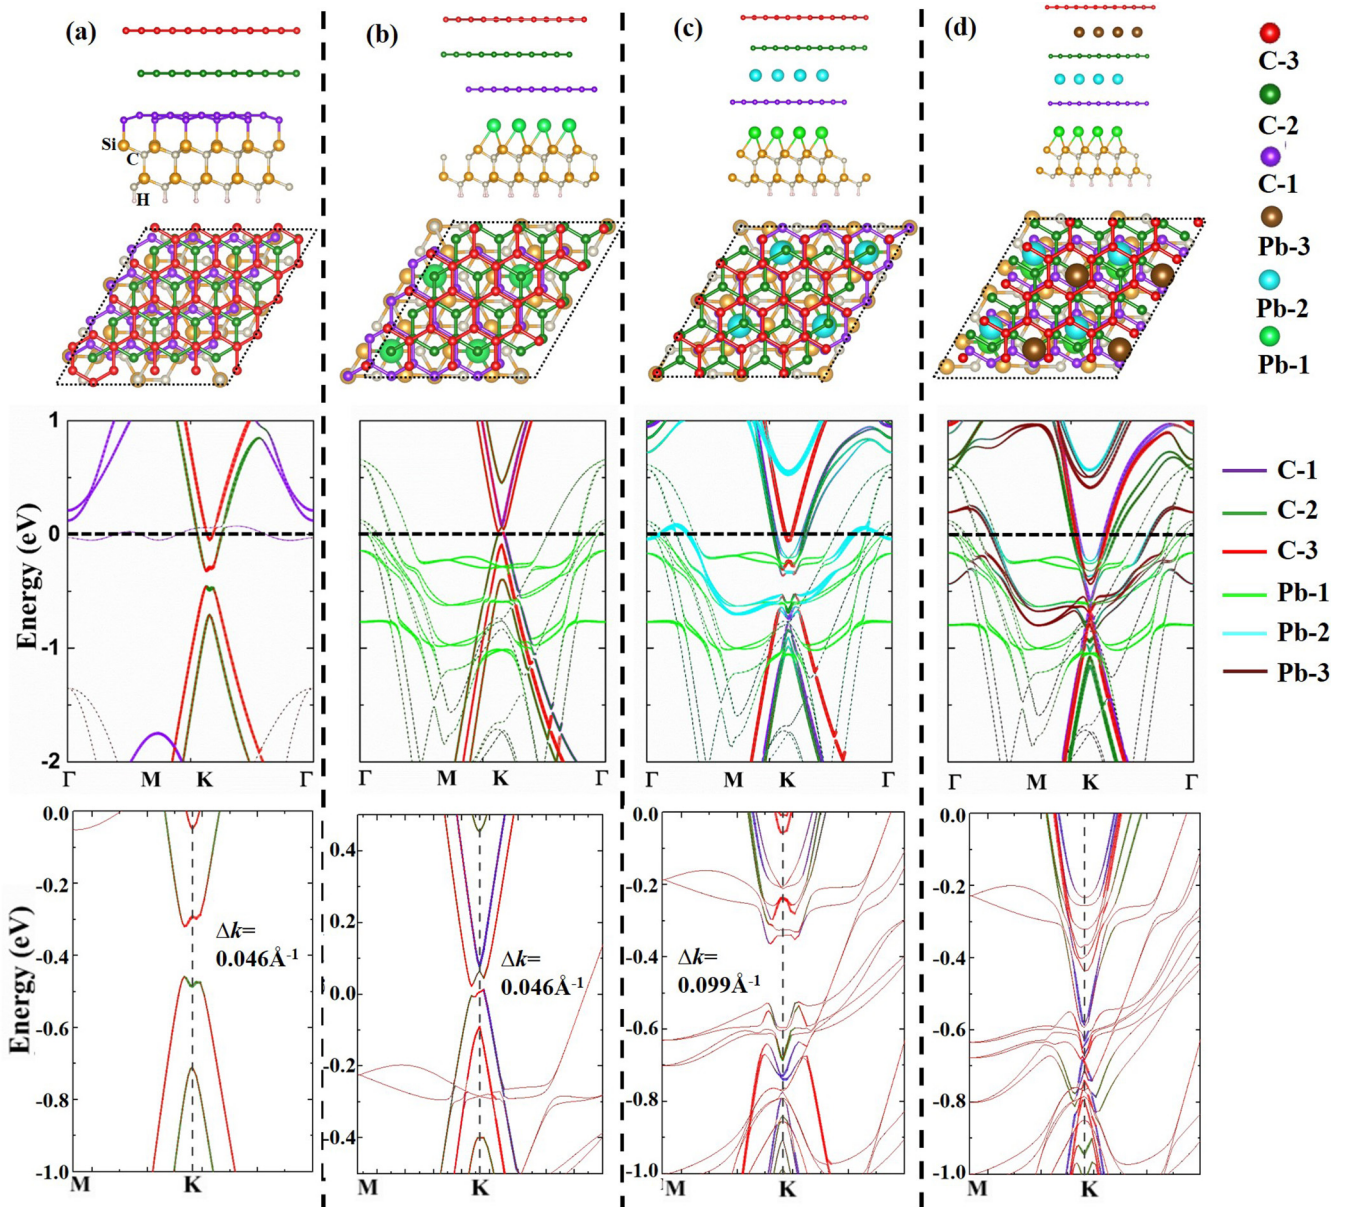 (a)
(b)
(c)
(d)
Si
C
H
C-3
C-2
C-1
Pb-3
Pb-2
Pb-1
Energy (eV)
1
0
-1
-2
Γ M K Γ
Γ M K Γ
Γ M K Γ
Γ M K Γ
C-1
C-2
C-3
Pb-1
Pb-2
Pb-3
Energy (eV)
0.0
-0.2
-0.4
-0.6
-0.8
-1.0
Δk=
0.046Å-1
M K
0.4
0.2
0.0
-0.2
-0.4
Δk=
0.046Å-1
M K
0.0
-0.2
-0.4
-0.6
-0.8
-1.0
Δk=
0.099Å-1
M K
0.0
-0.2
-0.4
-0.6
-0.8
-1.0
M K